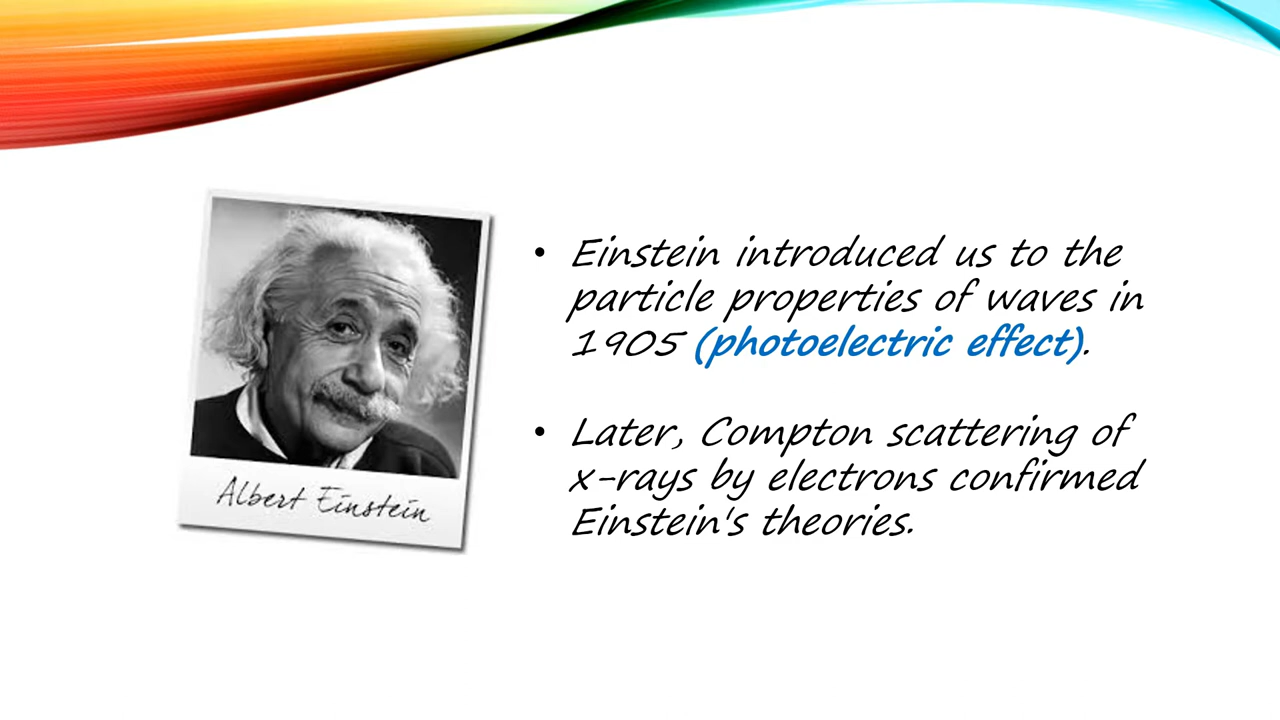 Albert Einstein
• Einstein introduced us to the
particle properties of waves in
1905 (photoelectric effect).
• Later, Compton scattering of
x-rays by electrons confirmed
Einstein's theories.